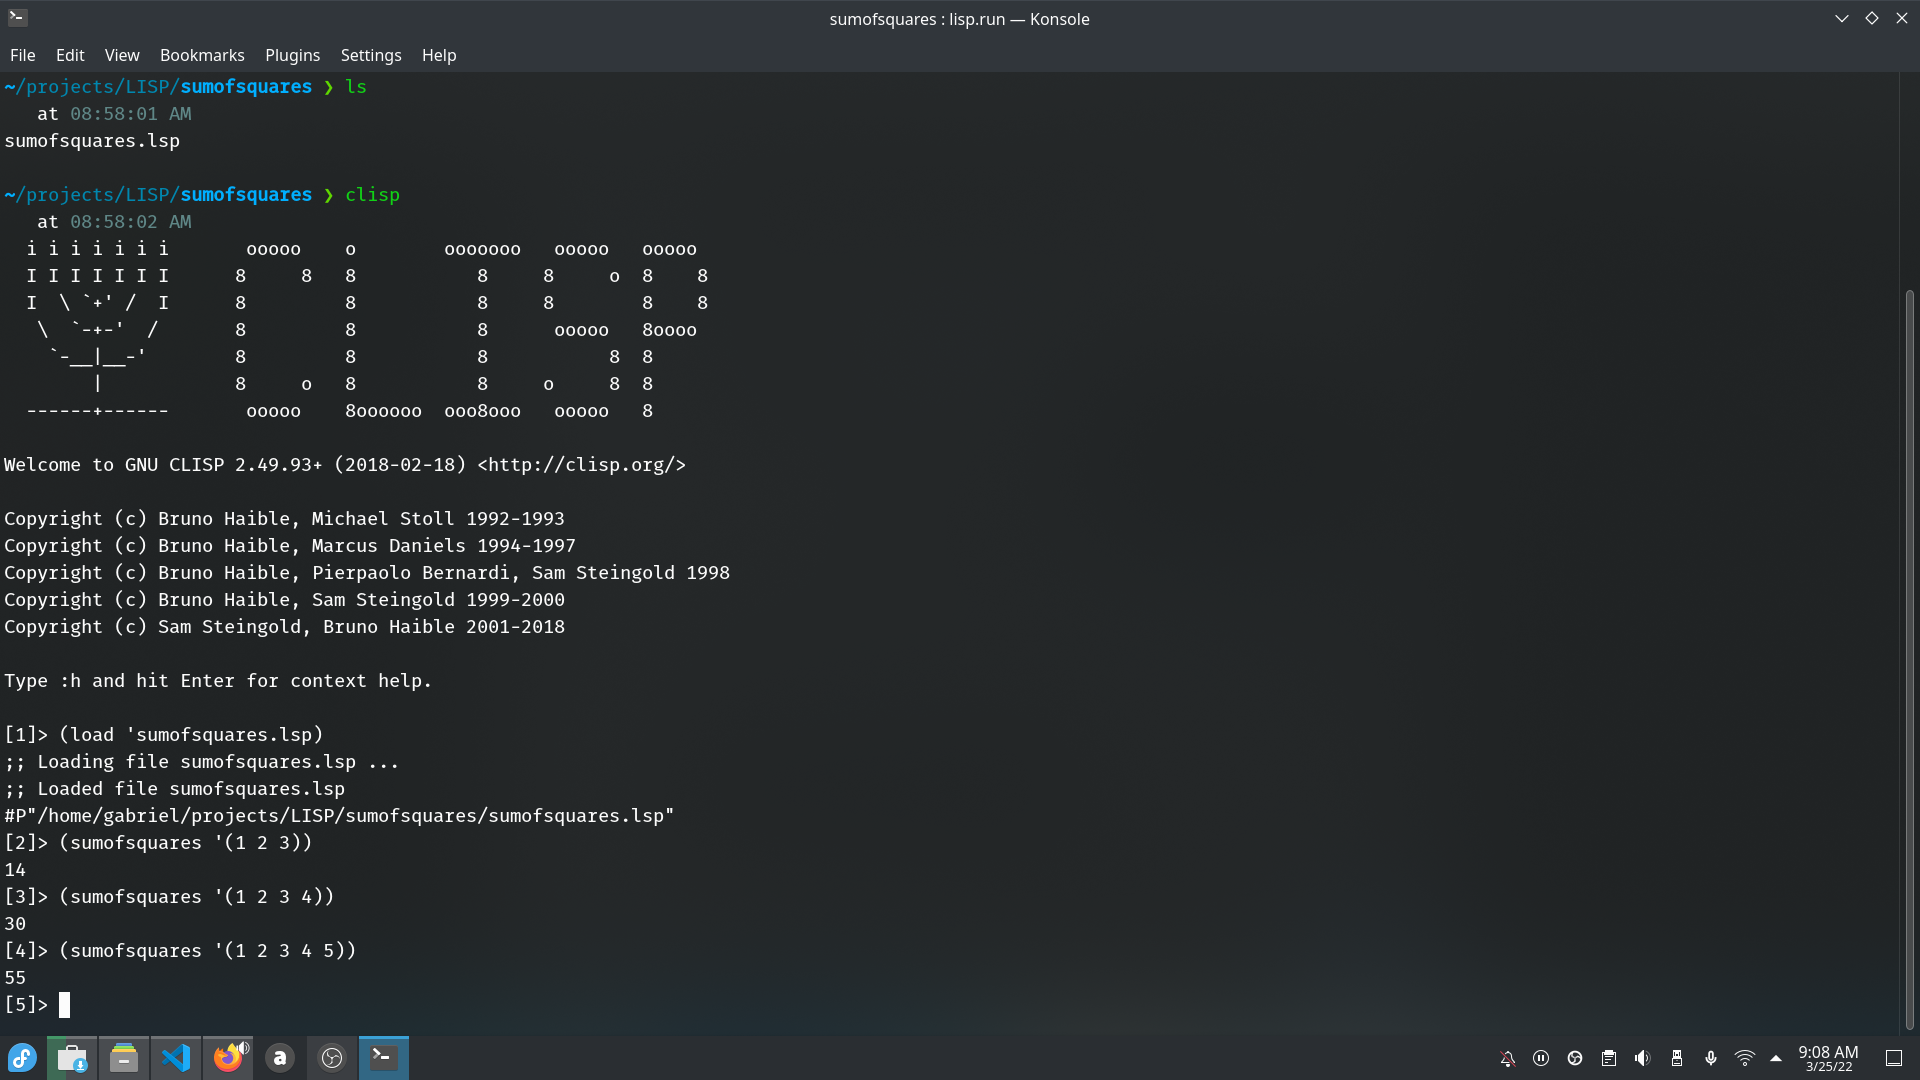 sumofsquares : lisp.run — Konsole
File Edit View Bookmarks Plugins Settings Help
~/projects/LISP/sumofsquares ❯ ls
   at 08:58:01 AM
sumofsquares.lsp
~/projects/LISP/sumofsquares ❯ clisp
   at 08:58:02 AM
  i i i i i i i       ooooo    o        ooooooo   ooooo   ooooo
  I I I I I I I      8     8   8           8     8     o  8    8
  I  \ `+' /  I      8         8           8     8        8    8
   \  `-+-'  /       8         8           8      ooooo   8oooo
    `-__|__-'        8         8           8           8  8
        |            8     o   8           8     o     8  8
  ------+------       ooooo    8oooooo  ooo8ooo   ooooo   8
Welcome to GNU CLISP 2.49.93+ (2018-02-18) <http://clisp.org/>
Copyright (c) Bruno Haible, Michael Stoll 1992-1993
Copyright (c) Bruno Haible, Marcus Daniels 1994-1997
Copyright (c) Bruno Haible, Pierpaolo Bernardi, Sam Steingold 1998
Copyright (c) Bruno Haible, Sam Steingold 1999-2000
Copyright (c) Sam Steingold, Bruno Haible 2001-2018
Type :h and hit Enter for context help.
[1]> (load 'sumofsquares.lsp)
;; Loading file sumofsquares.lsp ...
;; Loaded file sumofsquares.lsp
#P"/home/gabriel/projects/LISP/sumofsquares/sumofsquares.lsp"
[2]> (sumofsquares '(1 2 3))
14
[3]> (sumofsquares '(1 2 3 4))
30
[4]> (sumofsquares '(1 2 3 4 5))
55
[5]>
9:08 AM
3/25/22